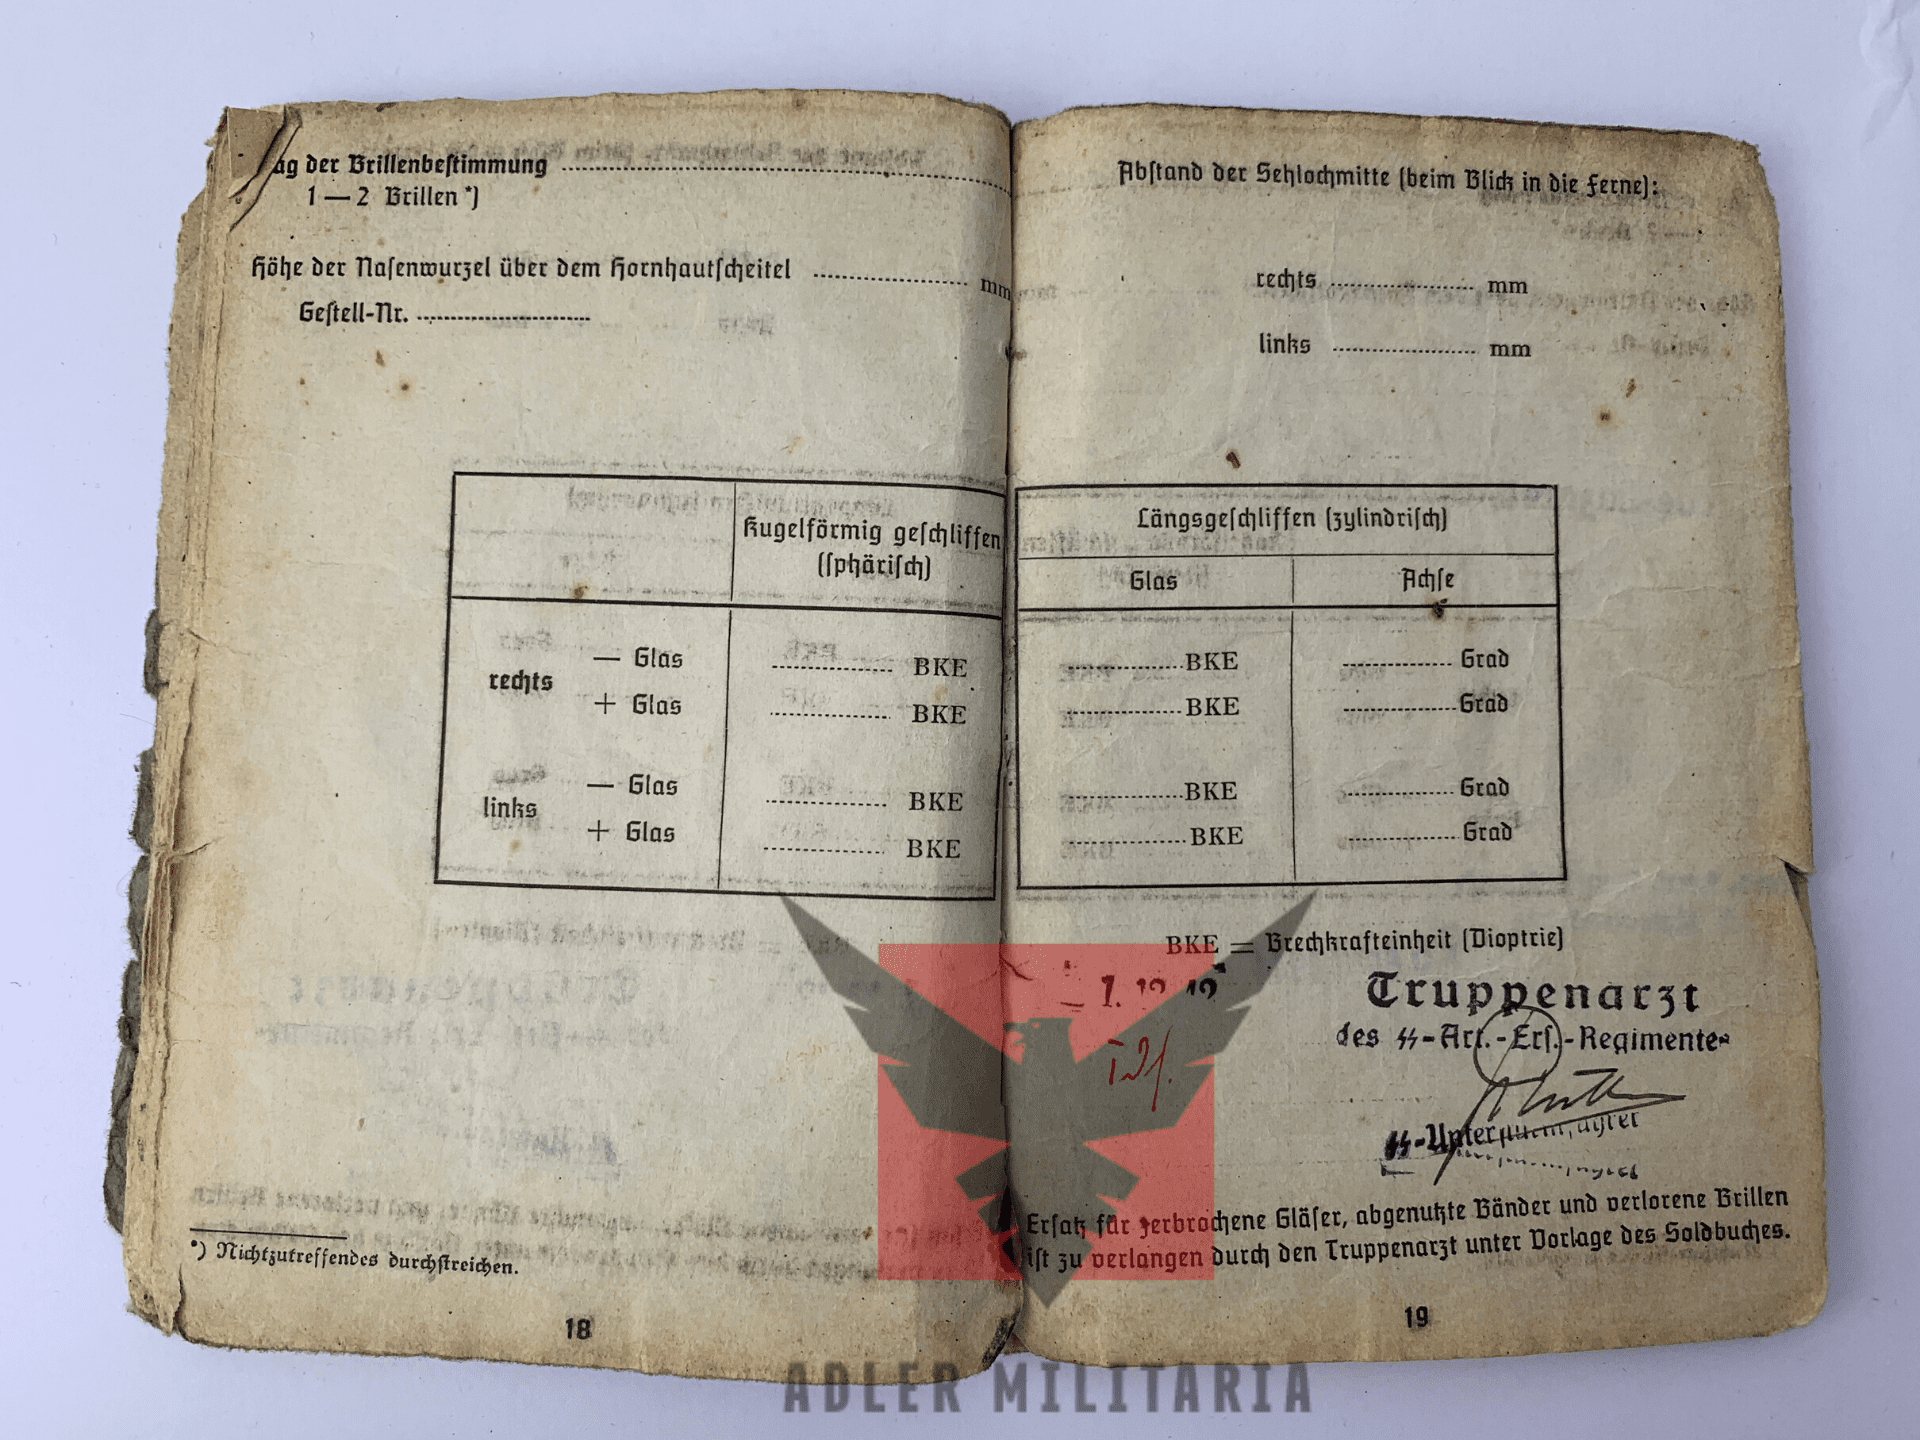 ag der Brillenbestimmung ..............................
1 — 2 Brillen *)
Höhe der Nasenwurzel über dem Hornhautscheitel .................... mm
Gestell-Nr. ..........................
Kugelförmig geschliffen
(sphärisch)
rechts
— Glas .................. BKE
+ Glas .................. BKE
links
— Glas .................. BKE
+ Glas .................. BKE
*) Nichtzutreffendes durchstreichen.
18
Abstand der Sehlochmitte (beim Blick in die Ferne):
rechts .................. mm
links .................. mm
Längsgeschliffen (zylindrisch)
Glas Achse
.................. BKE .................. Grad
.................. BKE .................. Grad
.................. BKE .................. Grad
.................. BKE .................. Grad
BKE = Brechkrafteinheit (Dioptrie)
Truppenarzt
des ᛋᛋ-Art.-Ers.-Regimentes
ᛋᛋ-Unter
Ersatz für zerbrochene Gläser, abgenutzte Bänder und verlorene Brillen
ist zu verlangen durch den Truppenarzt unter Vorlage des Soldbuches.
19
ADLER MILITARIA